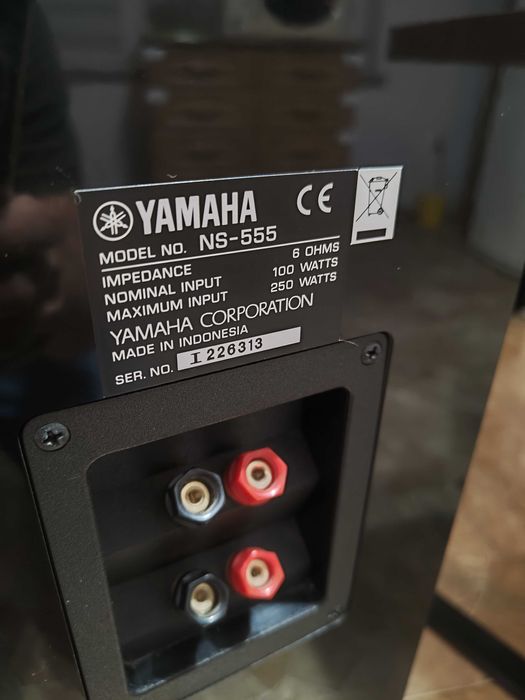 YAMAHA CE
MODEL NO. NS-555
IMPEDANCE 6 OHMS
NOMINAL INPUT 100 WATTS
MAXIMUM INPUT 250 WATTS
YAMAHA CORPORATION
MADE IN INDONESIA
SER. NO. I 226313